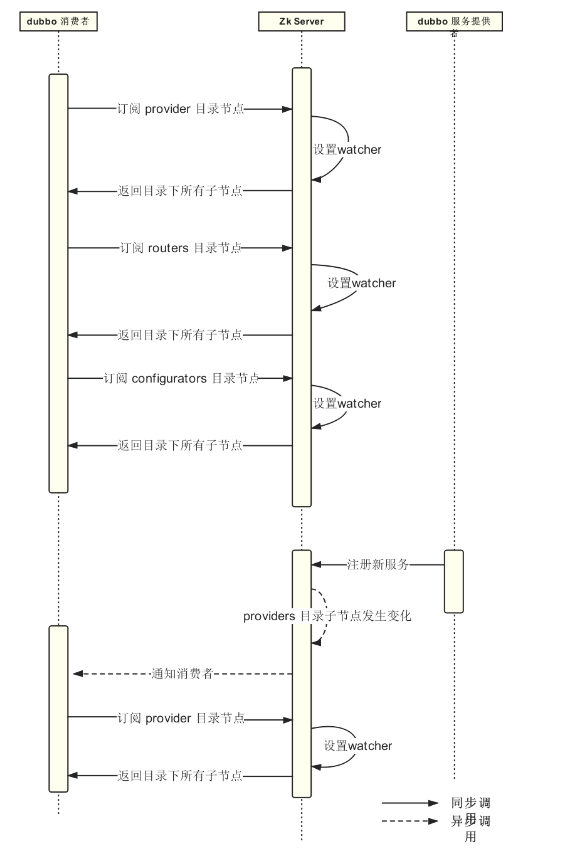 dubbo 消费者
Zk Server
dubbo 服务提供
者
订阅 provider 目录节点
设置watcher
返回目录下所有子节点
订阅 routers 目录节点
设置watcher
返回目录下所有子节点
订阅 configurators 目录节点
设置watcher
返回目录下所有子节点
注册新服务
providers 目录子节点发生变化
通知消费者
订阅 provider 目录节点
设置watcher
返回目录下所有子节点
同步调
用
异步调
用